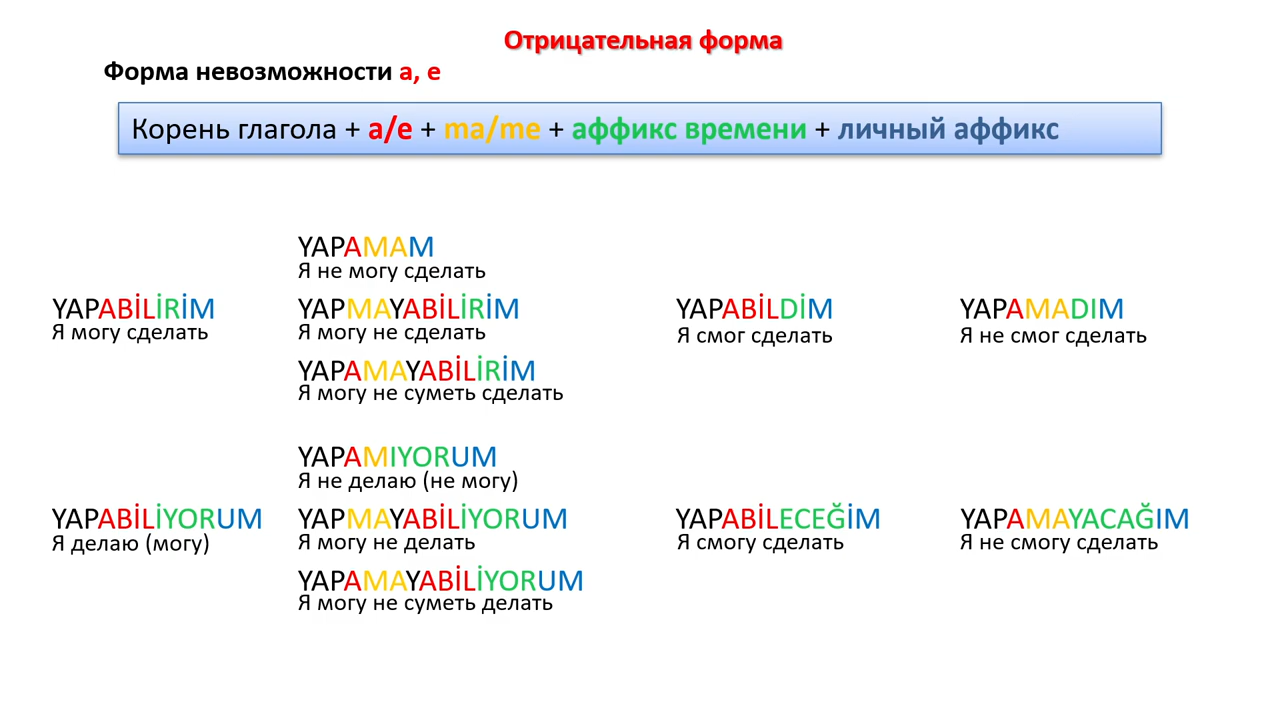 Отрицательная форма
Форма невозможности а, е
Корень глагола + a/e + ma/me + аффикс времени + личный аффикс
YAPAMAM
Я не могу сделать
YAPABİLİRİM
Я могу сделать
YAPMAYABİLİRİM
Я могу не сделать
YAPAMAYABİLİRİM
Я могу не суметь сделать
YAPABİLDİM
Я смог сделать
YAPAMADIM
Я не смог сделать
YAPAMIYORUM
Я не делаю (не могу)
YAPABİLİYORUM
Я делаю (могу)
YAPMAYABİLİYORUM
Я могу не делать
YAPAMAYABİLİYORUM
Я могу не суметь делать
YAPABİLECEĞİM
Я смогу сделать
YAPAMAYACAĞIM
Я не смогу сделать